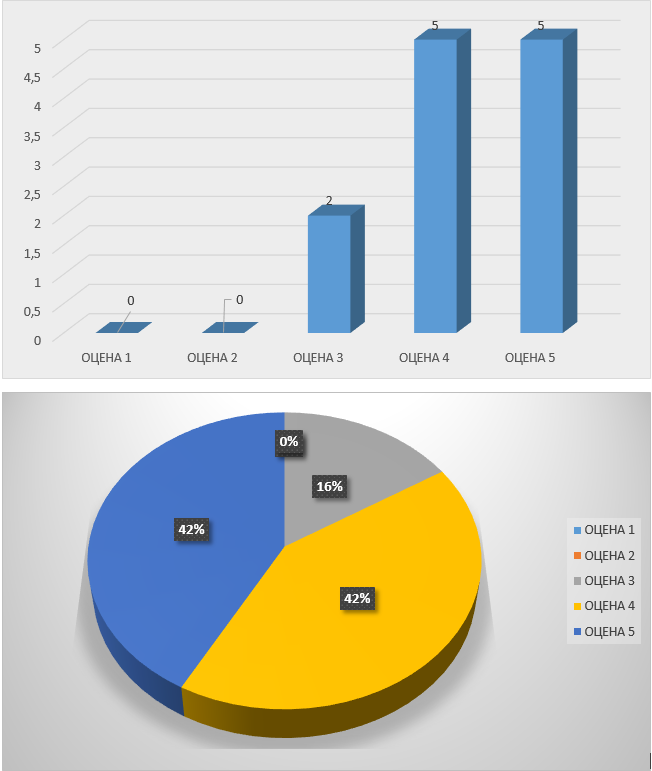 5
4,5
4
3,5
3
2,5
2
1,5
1
0,5
0
0
0
2
5
5
ОЦЕНА 1
ОЦЕНА 2
ОЦЕНА 3
ОЦЕНА 4
ОЦЕНА 5
0%
16%
42%
42%
ОЦЕНА 1
ОЦЕНА 2
ОЦЕНА 3
ОЦЕНА 4
ОЦЕНА 5